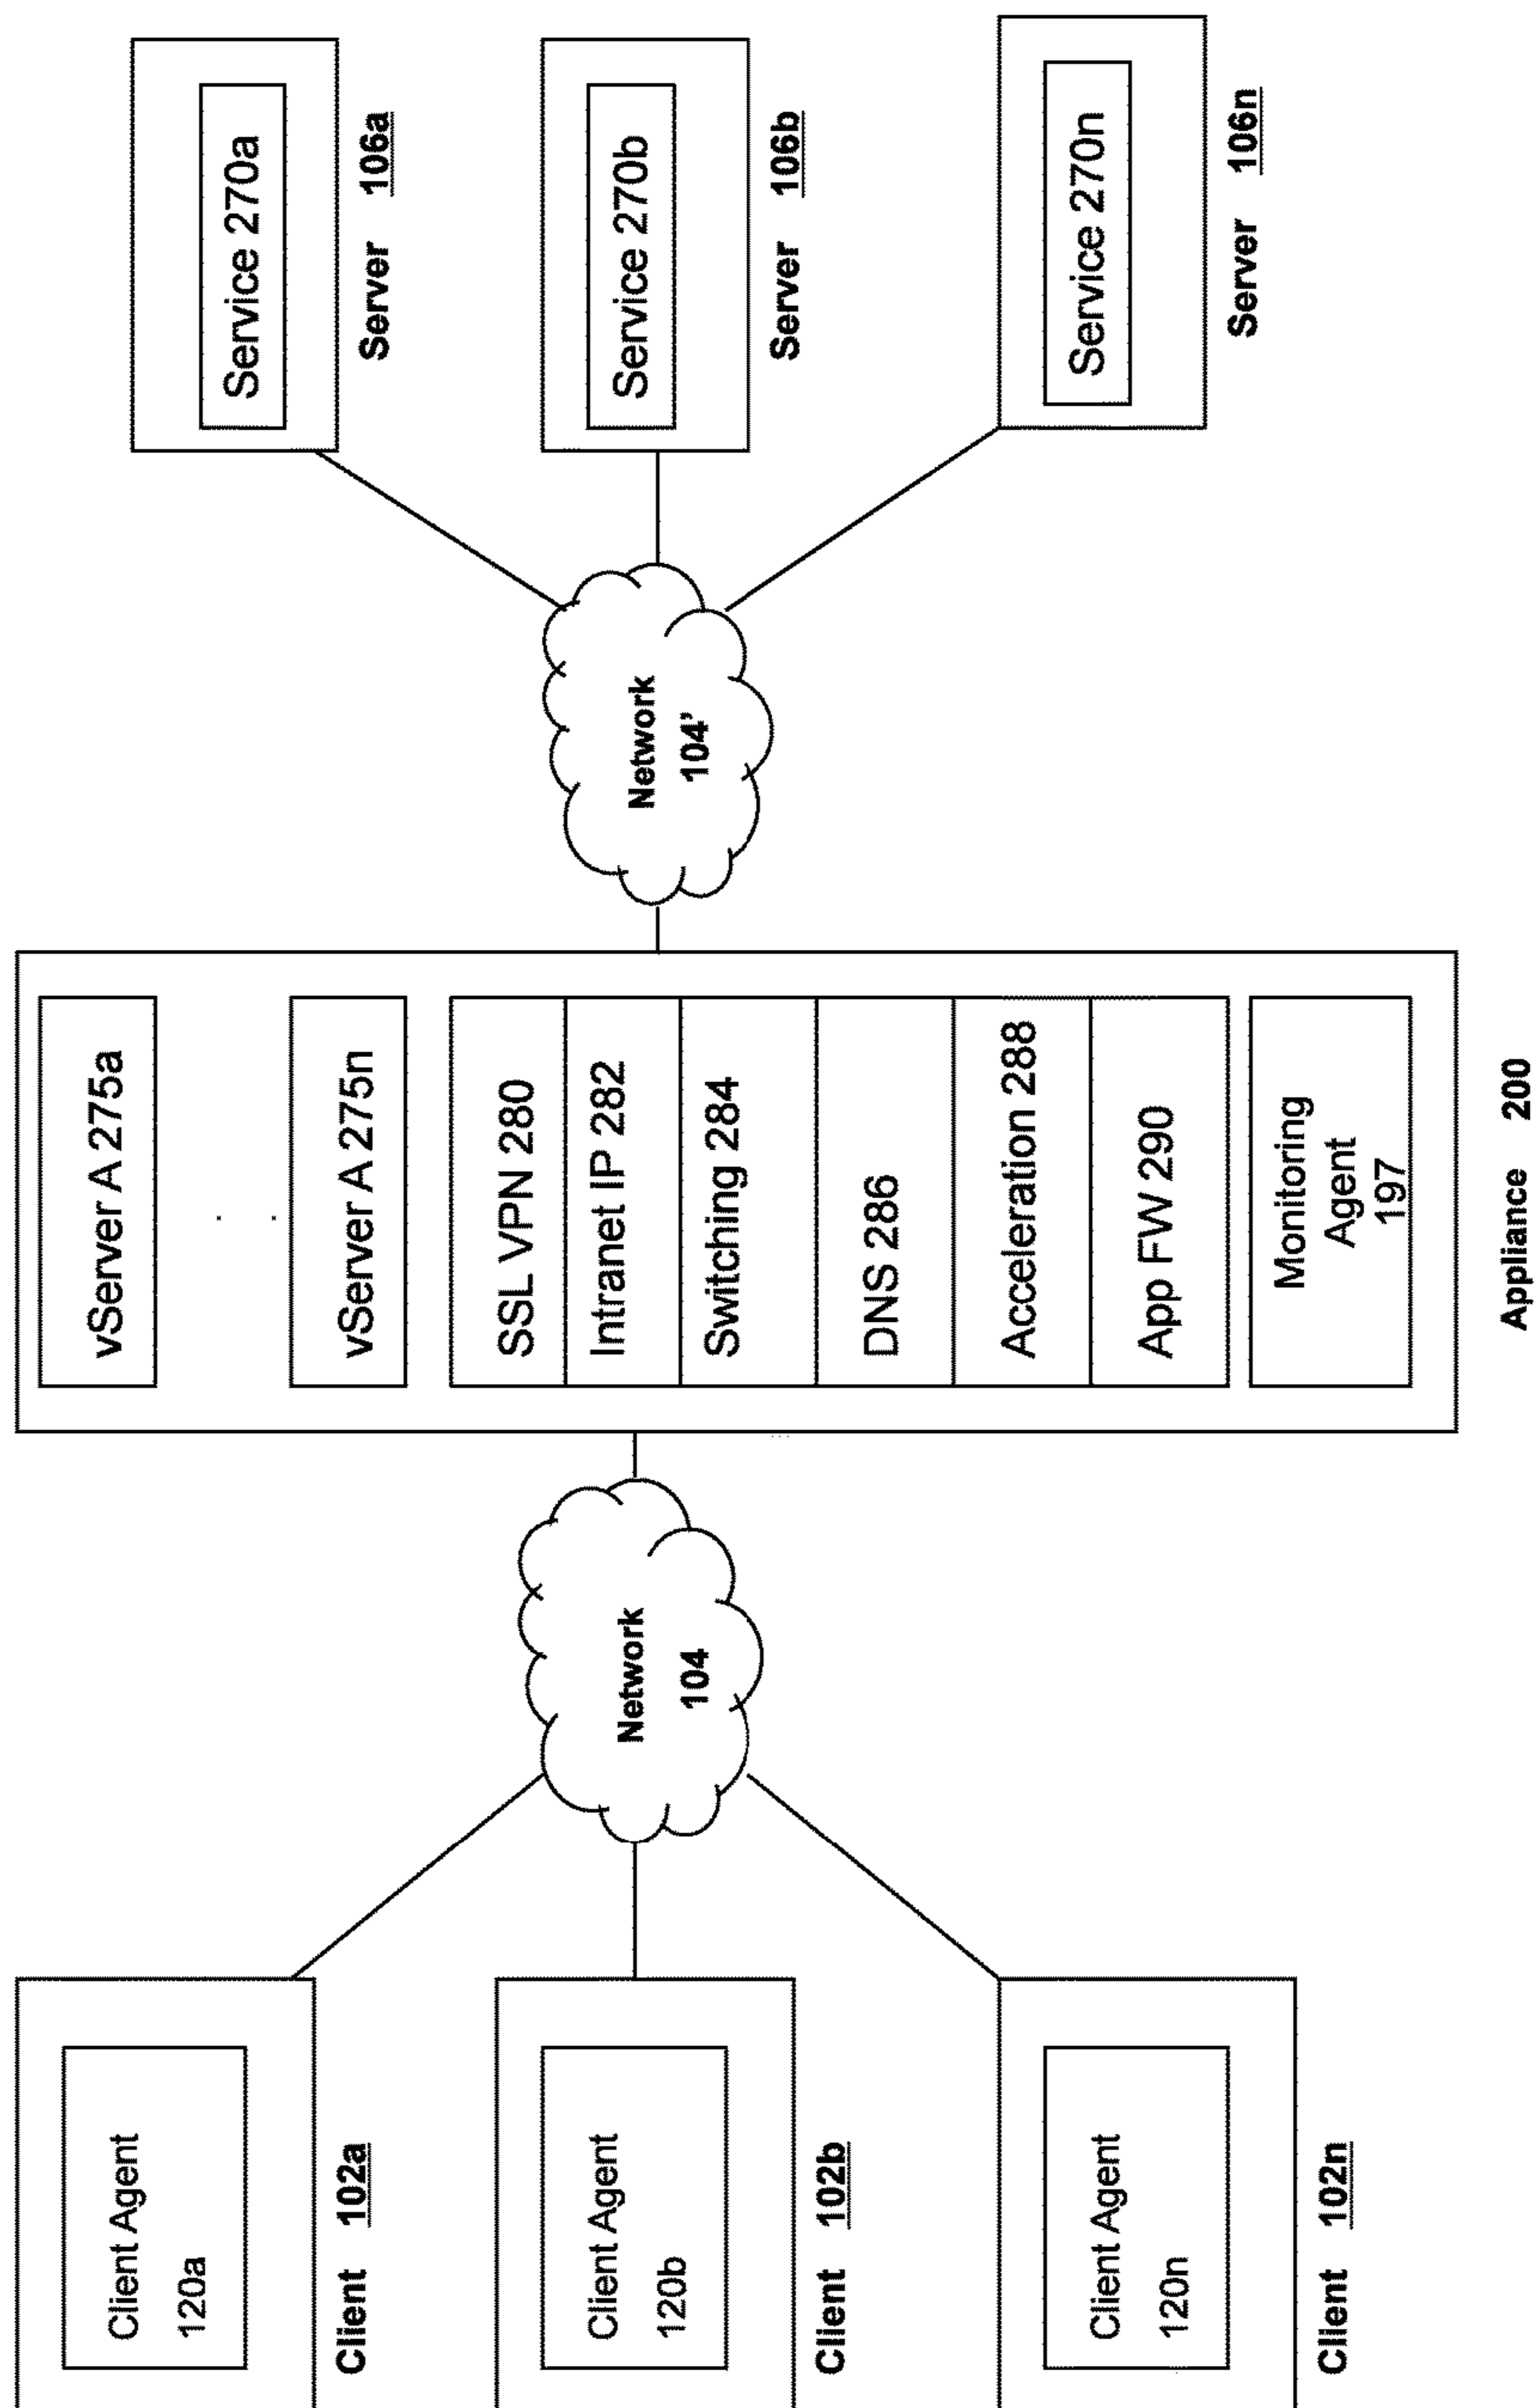 Client Agent
120a
Client 102a
Client Agent
120b
Client 102b
Client Agent
120n
Client 102n
Network
104
vServer A 275a
vServer A 275n
SSL VPN 280
Intranet IP 282
Switching 284
DNS 286
Acceleration 288
App FW 290
Monitoring
Agent
197
Appliance 200
Network
104’
Service 270a
Server 106a
Service 270b
Server 106b
Service 270n
Server 106n